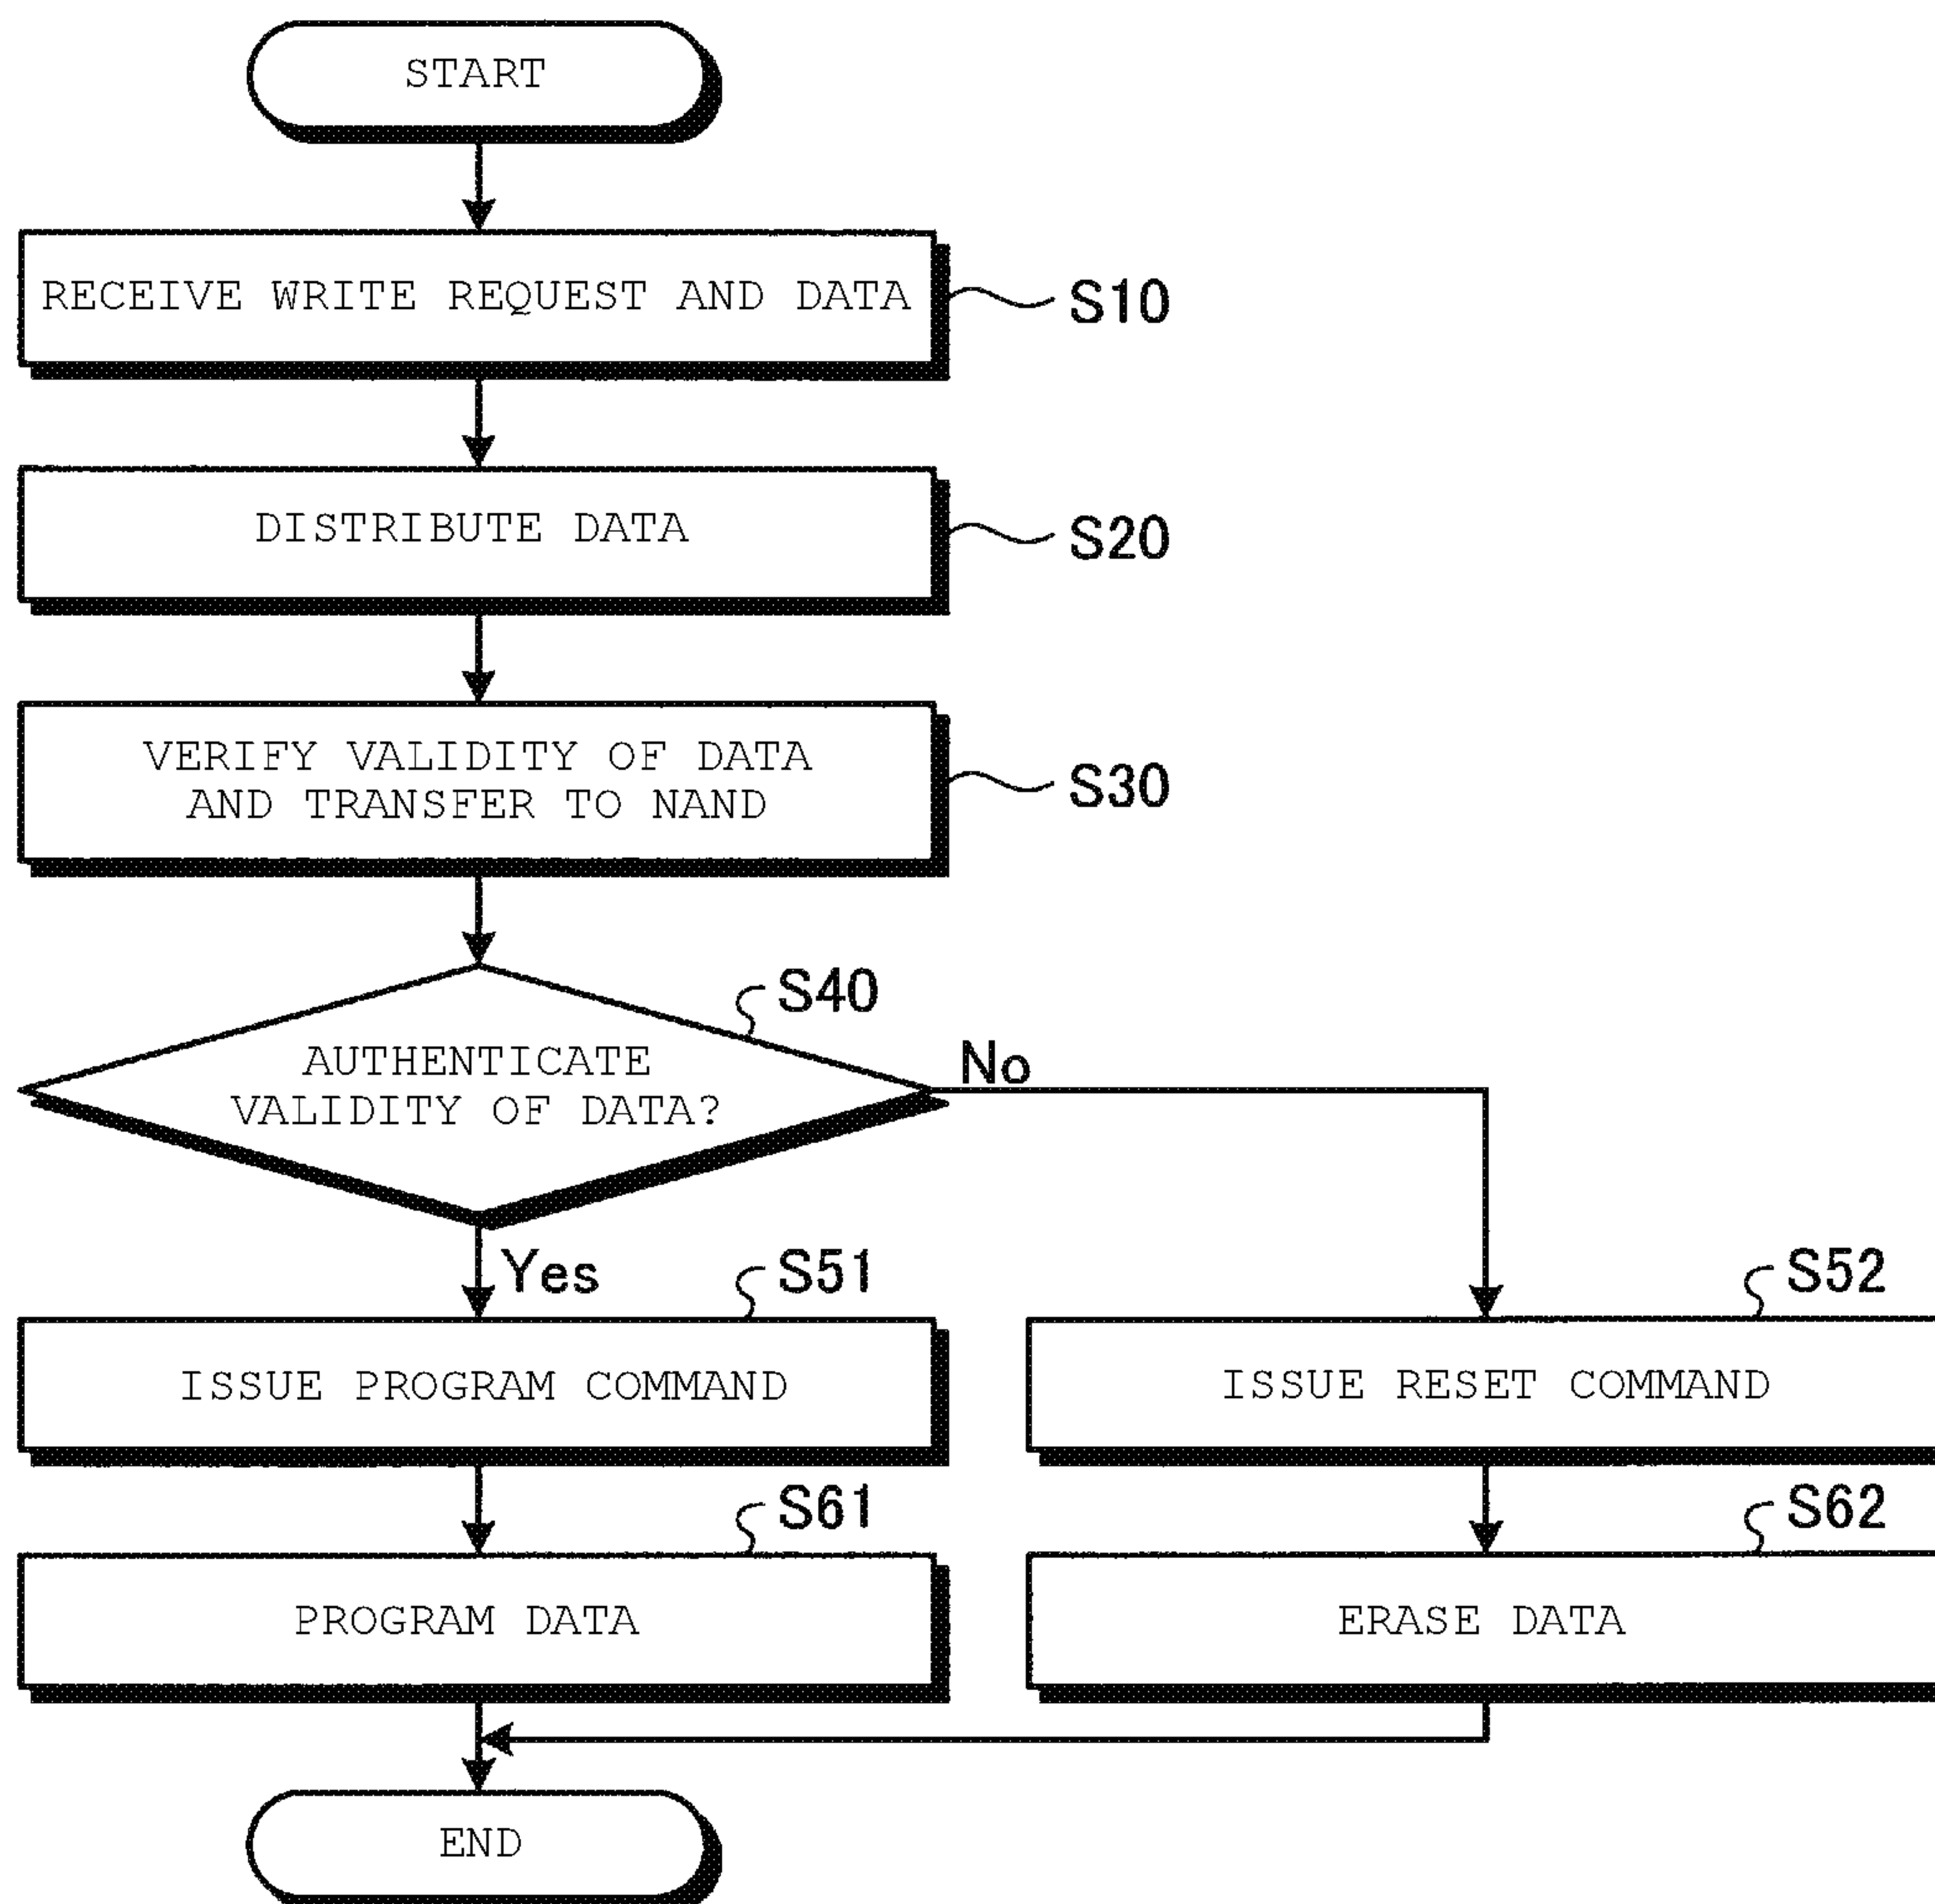 START
RECEIVE WRITE REQUEST AND DATA
S10
DISTRIBUTE DATA
S20
VERIFY VALIDITY OF DATA
AND TRANSFER TO NAND
S30
S40
AUTHENTICATE
VALIDITY OF DATA?
No
Yes
S51
S52
ISSUE PROGRAM COMMAND
ISSUE RESET COMMAND
S61
S62
PROGRAM DATA
ERASE DATA
END